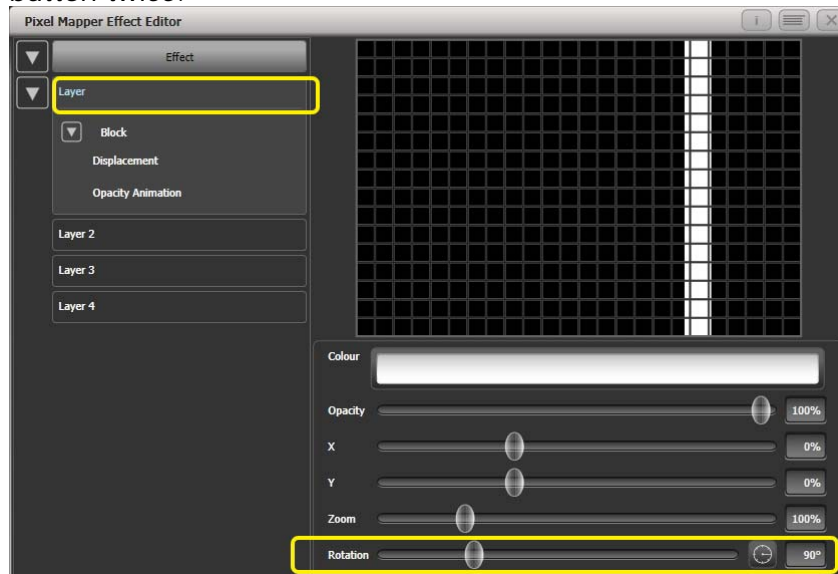 button twice.
Pixel Mapper Effect Editor
i
X
Effect
Layer
Block
Displacement
Opacity Animation
Layer 2
Layer 3
Layer 4
Colour
Opacity 100%
X 0%
Y 0%
Zoom 100%
Rotation 90°